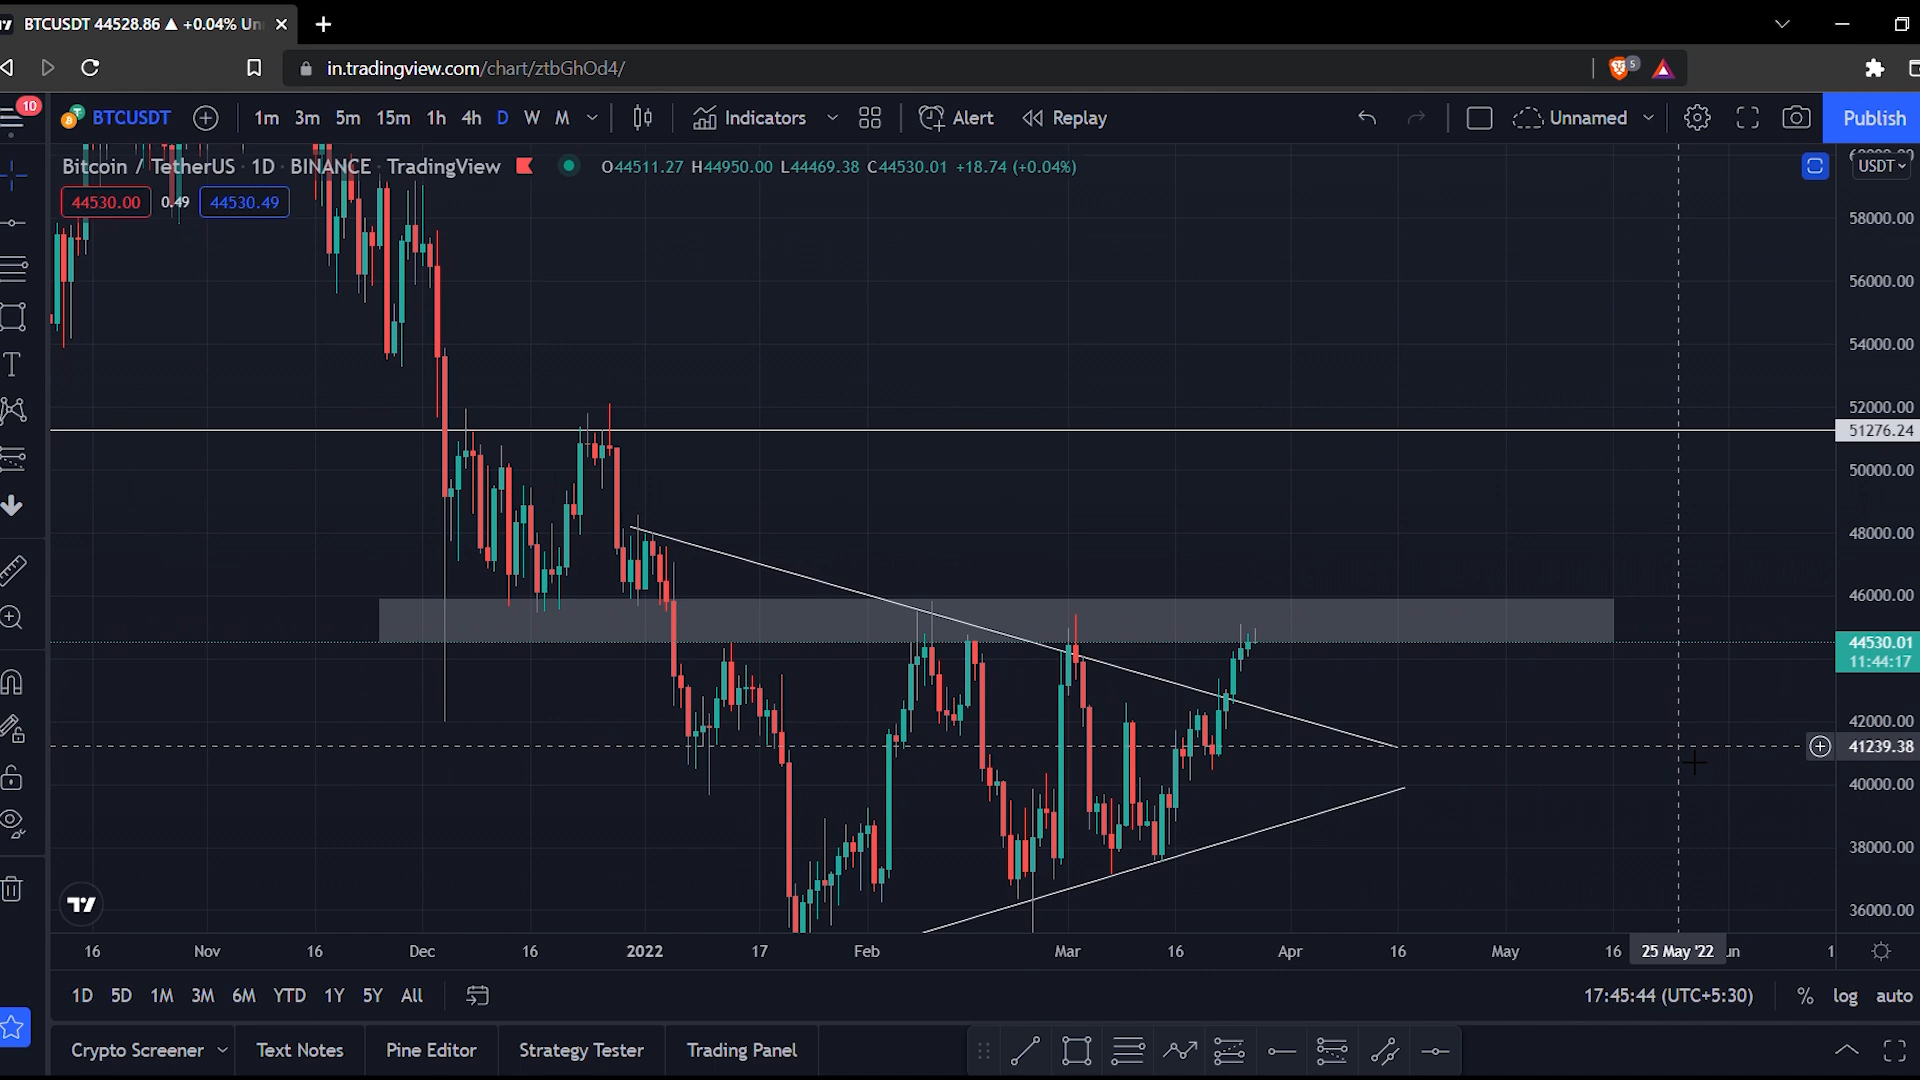 BTCUSDT 44528.86 ▲ +0.04% Un
in.tradingview.com/chart/ztbGhOd4/
5
10
BTCUSDT 1m 3m 5m 15m 1h 4h D W M Indicators Alert Replay Unnamed Publish
Bitcoin / TetherUS · 1D · BINANCE · TradingView O44511.27 H44950.00 L44469.38 C44530.01 +18.74 (+0.04%)
USDT
44530.00 0.49 44530.49
58000.00
56000.00
54000.00
52000.00
51276.24
50000.00
48000.00
46000.00
44530.01
11:44:17
42000.00
41239.38
40000.00
38000.00
36000.00
16 Nov 16 Dec 16 2022 17 Feb Mar 16 Apr 16 May 16 25 May '22 un 1
1D 5D 1M 3M 6M YTD 1Y 5Y All 17:45:44 (UTC+5:30) % log auto
Crypto Screener Text Notes Pine Editor Strategy Tester Trading Panel